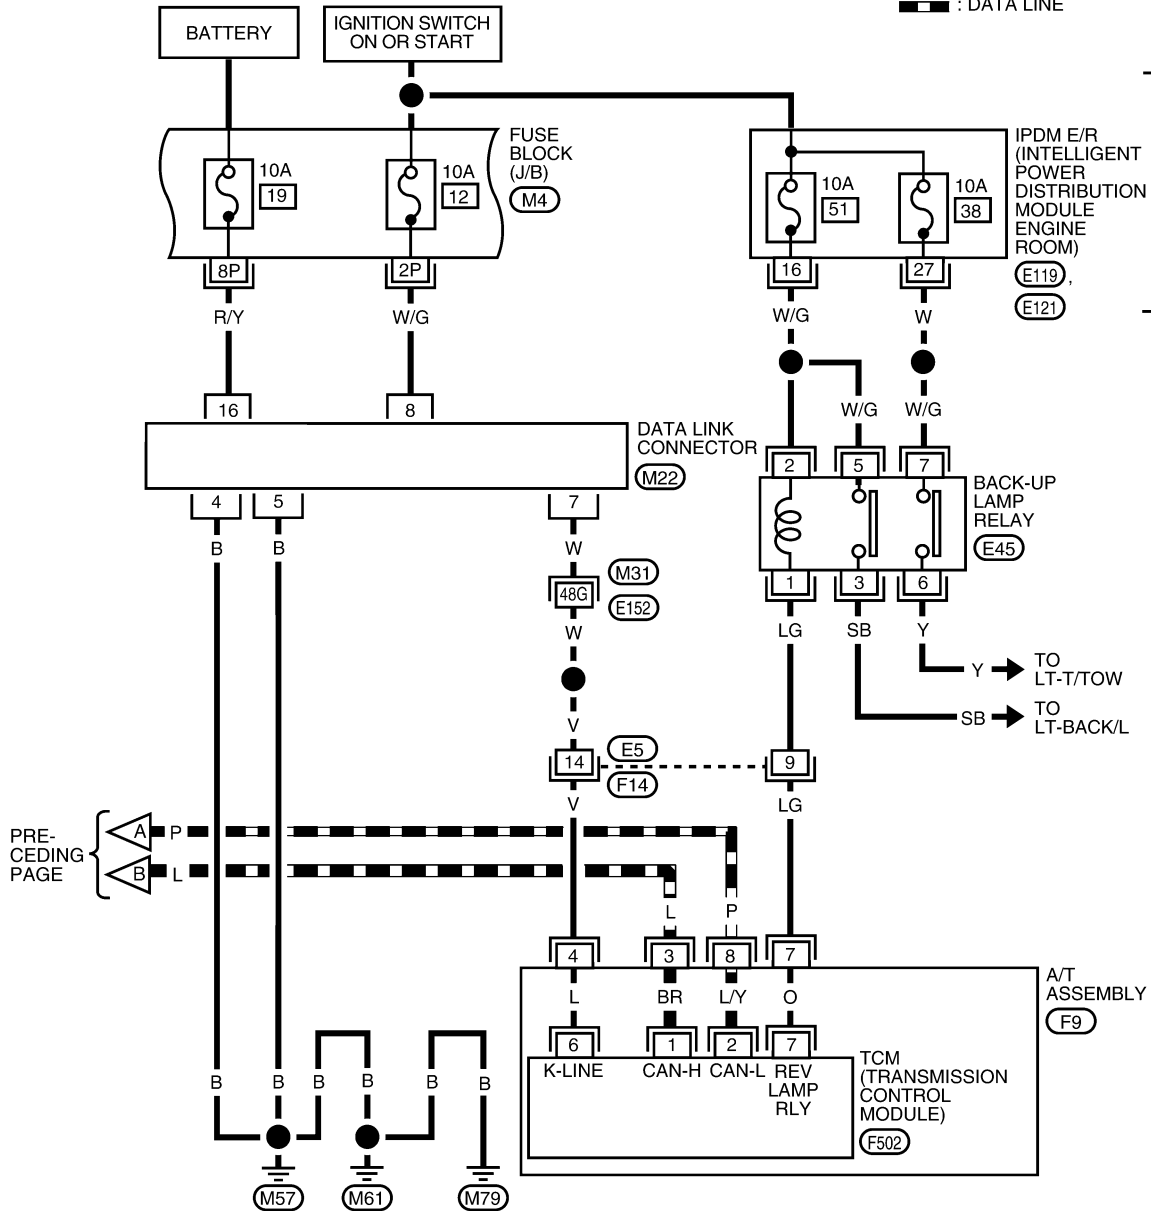 : DATA LINE
BATTERY
IGNITION SWITCH
ON OR START
FUSE
BLOCK
(J/B)
M4
10A
19
10A
12
8P
2P
IPDM E/R
(INTELLIGENT
POWER
DISTRIBUTION
MODULE
ENGINE
ROOM)
E119 ,
E121
10A
51
10A
38
16
27
R/Y
W/G
W/G
W
W/G
W/G
16
8
DATA LINK
CONNECTOR
M22
4
5
7
2
5
7
BACK-UP
LAMP
RELAY
E45
1
3
6
B
B
W
48G
M31
E152
W
LG
SB
Y
Y
TO
LT-T/TOW
SB
TO
LT-BACK/L
V
14
E5
F14
9
V
LG
PRE-
CEDING
PAGE
A
P
B
L
L
P
4
3
8
7
A/T
ASSEMBLY
F9
L
BR
L/Y
O
6
1
2
7
K-LINE
CAN-H
CAN-L
REV
LAMP
RLY
TCM
(TRANSMISSION
CONTROL
MODULE)
F502
B
B
B
B
B
B
M57
M61
M79